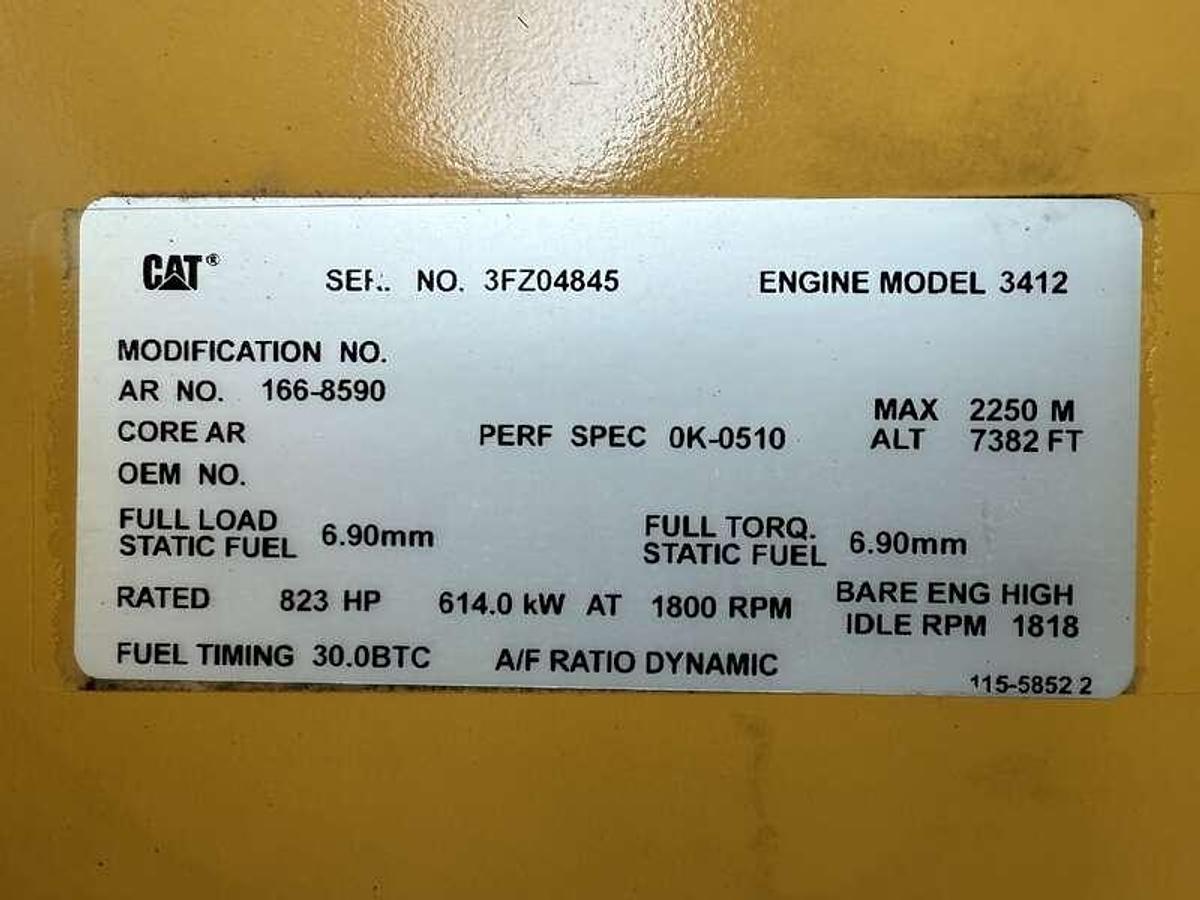 CAT® SER. NO. 3FZ04845 ENGINE MODEL 3412
MODIFICATION NO.
AR NO. 166-8590
MAX 2250 M
CORE AR PERF SPEC 0K-0510 ALT 7382 FT
OEM NO.
FULL LOAD
STATIC FUEL 6.90mm
FULL TORQ.
STATIC FUEL 6.90mm
RATED 823 HP 614.0 kW AT 1800 RPM
BARE ENG HIGH
IDLE RPM 1818
FUEL TIMING 30.0BTC A/F RATIO DYNAMIC
115-5852 2